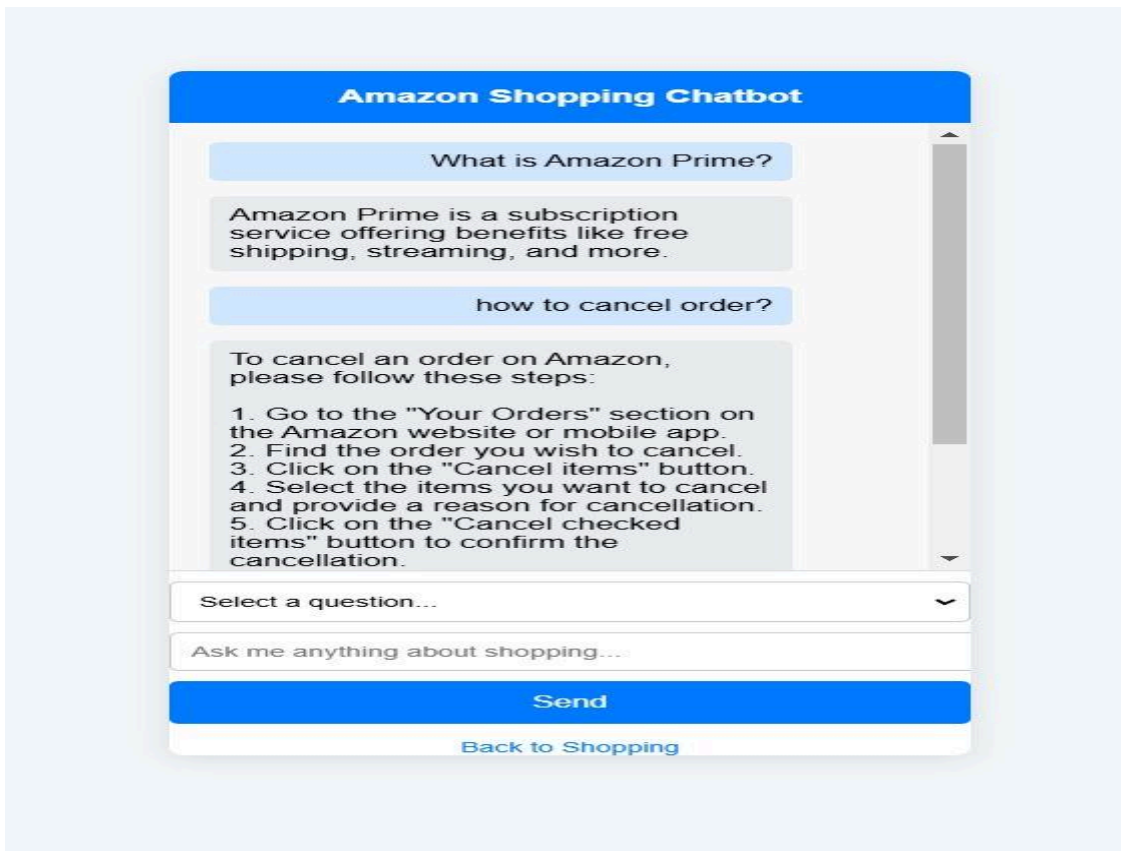 Amazon Shopping Chatbot
What is Amazon Prime?
Amazon Prime is a subscription
service offering benefits like free
shipping, streaming, and more.
how to cancel order?
To cancel an order on Amazon,
please follow these steps:
1. Go to the "Your Orders" section on
the Amazon website or mobile app.
2. Find the order you wish to cancel.
3. Click on the "Cancel items" button.
4. Select the items you want to cancel
and provide a reason for cancellation.
5. Click on the "Cancel checked
items" button to confirm the
cancellation.
Select a question...
Ask me anything about shopping...
Send
Back to Shopping